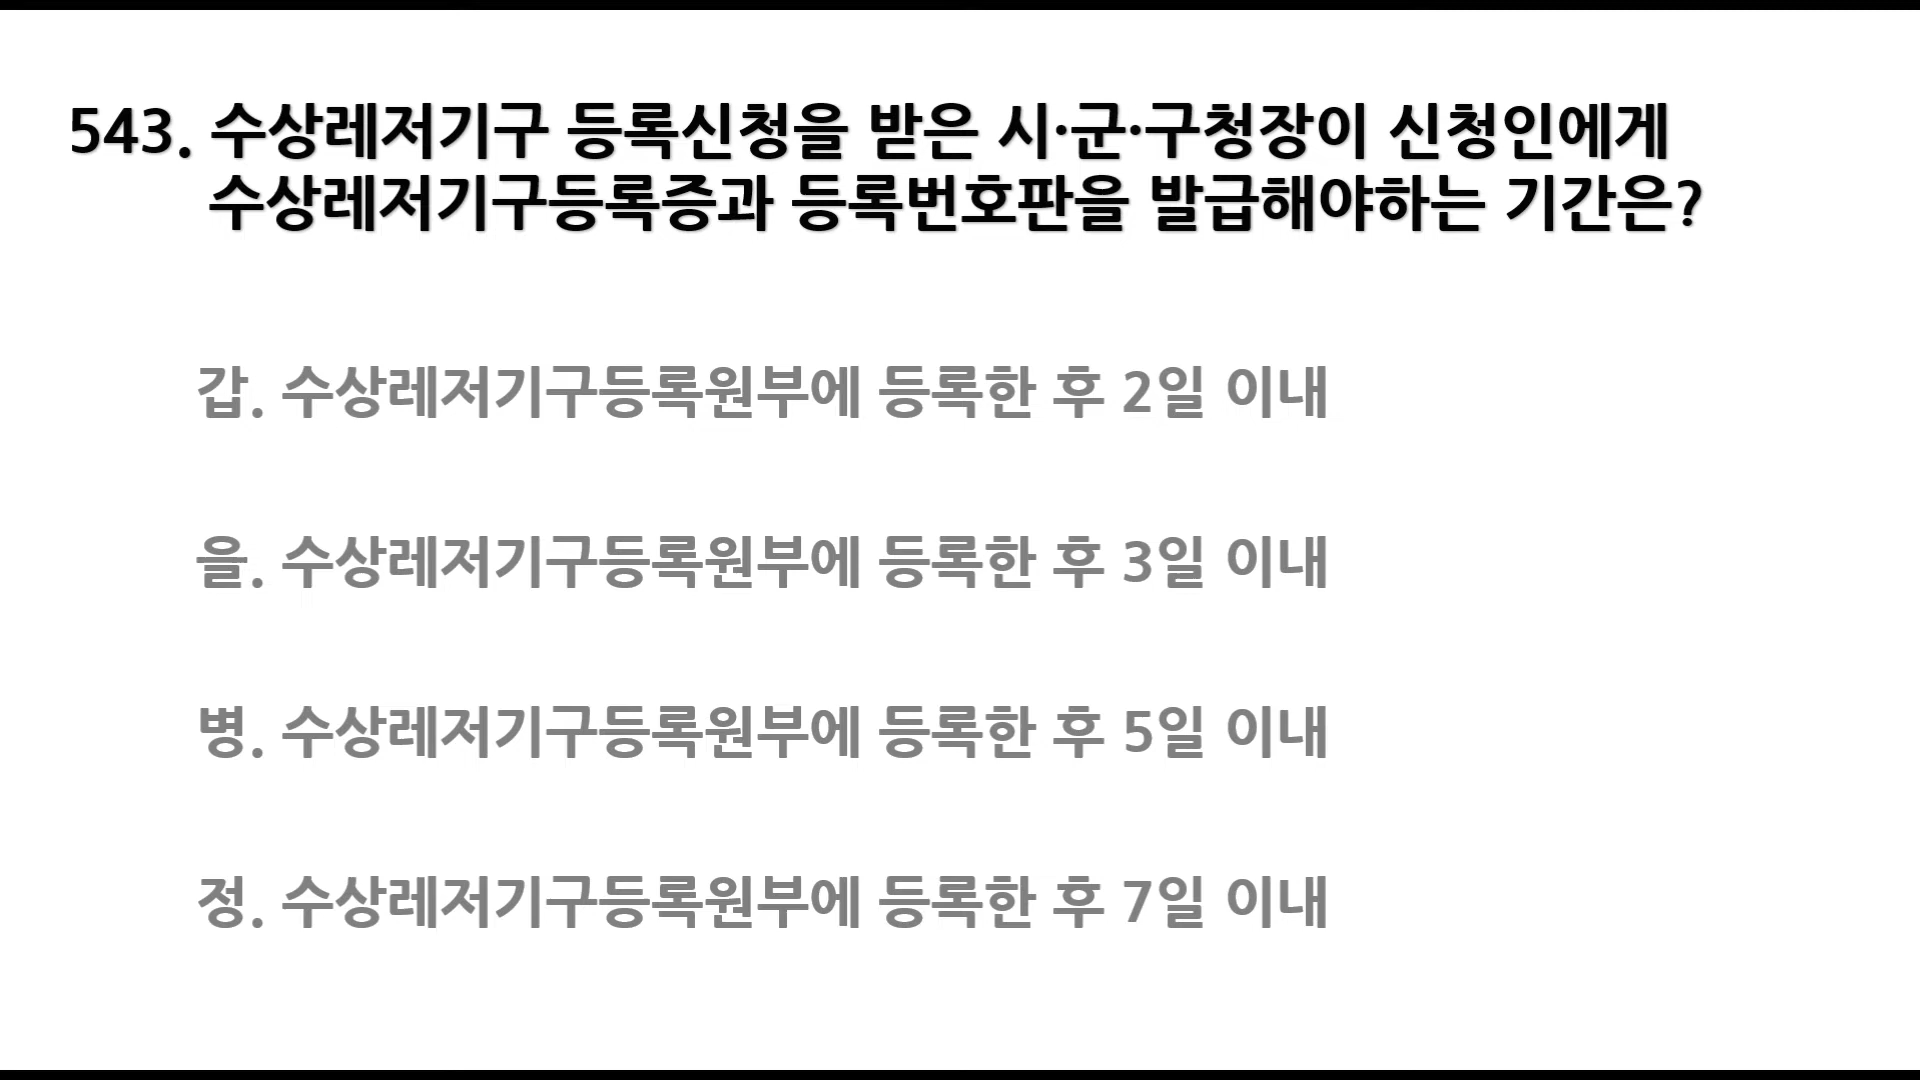 543. 수상레저기구 등록신청을 받은 시·군·구청장이 신청인에게
수상레저기구등록증과 등록번호판을 발급해야하는 기간은?
갑. 수상레저기구등록원부에 등록한 후 2일 이내
을. 수상레저기구등록원부에 등록한 후 3일 이내
병. 수상레저기구등록원부에 등록한 후 5일 이내
정. 수상레저기구등록원부에 등록한 후 7일 이내